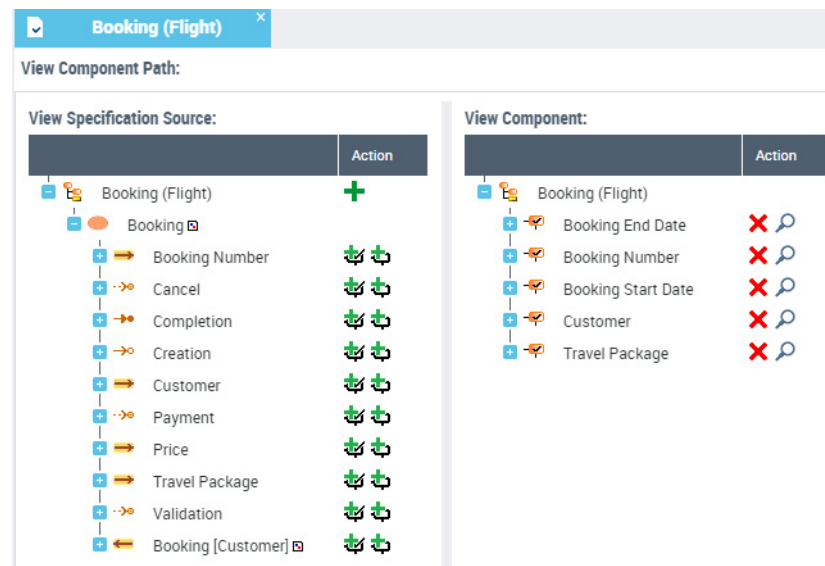 Booking (Flight)
View Component Path:
View Specification Source:
Action
Booking (Flight)
Booking
Booking Number
Cancel
Completion
Creation
Customer
Payment
Price
Travel Package
Validation
Booking [Customer]
View Component:
Action
Booking (Flight)
Booking End Date
Booking Number
Booking Start Date
Customer
Travel Package